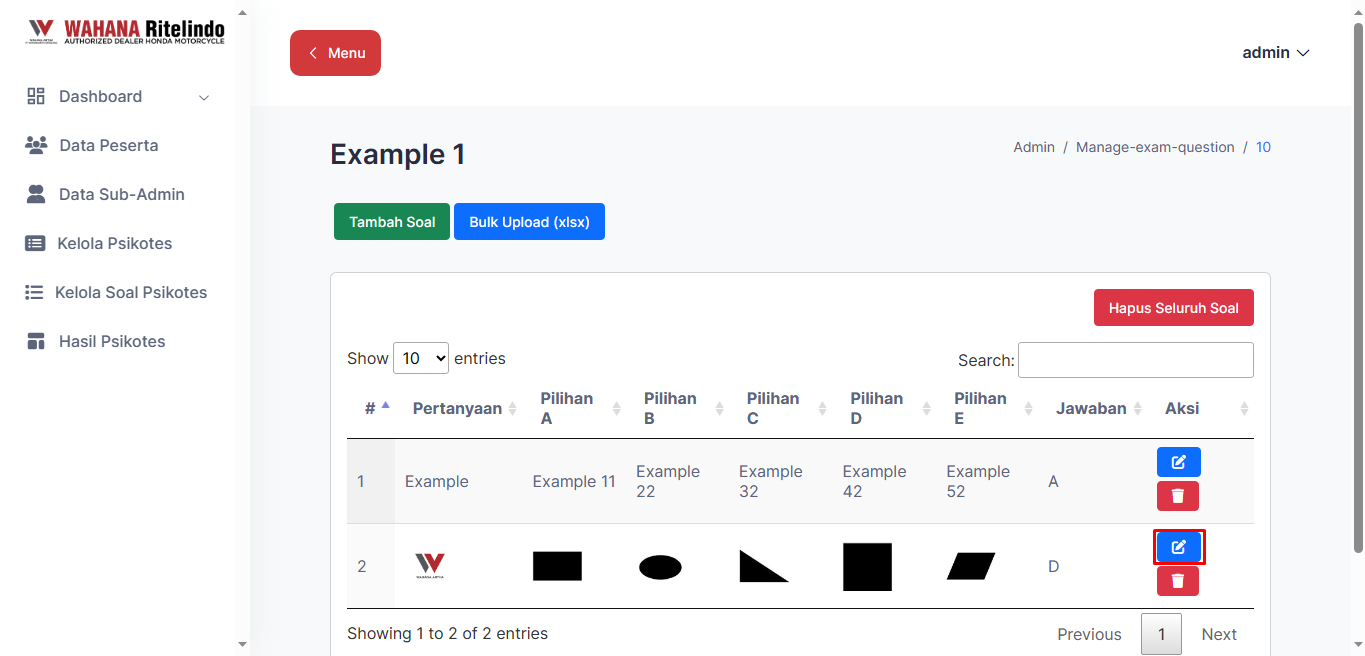 WAHANA Ritelindo
AUTHORIZED DEALER HONDA MOTORCYCLE
Menu
admin
Dashboard
Data Peserta
Data Sub-Admin
Kelola Psikotes
Kelola Soal Psikotes
Hasil Psikotes
Example 1
Admin / Manage-exam-question / 10
Tambah Soal
Bulk Upload (xlsx)
Hapus Seluruh Soal
Show 10 entries
Search:
# Pertanyaan Pilihan A Pilihan B Pilihan C Pilihan D Pilihan E Jawaban Aksi
1 Example Example 11 Example 22 Example 32 Example 42 Example 52 A
2 D
Showing 1 to 2 of 2 entries
Previous 1 Next